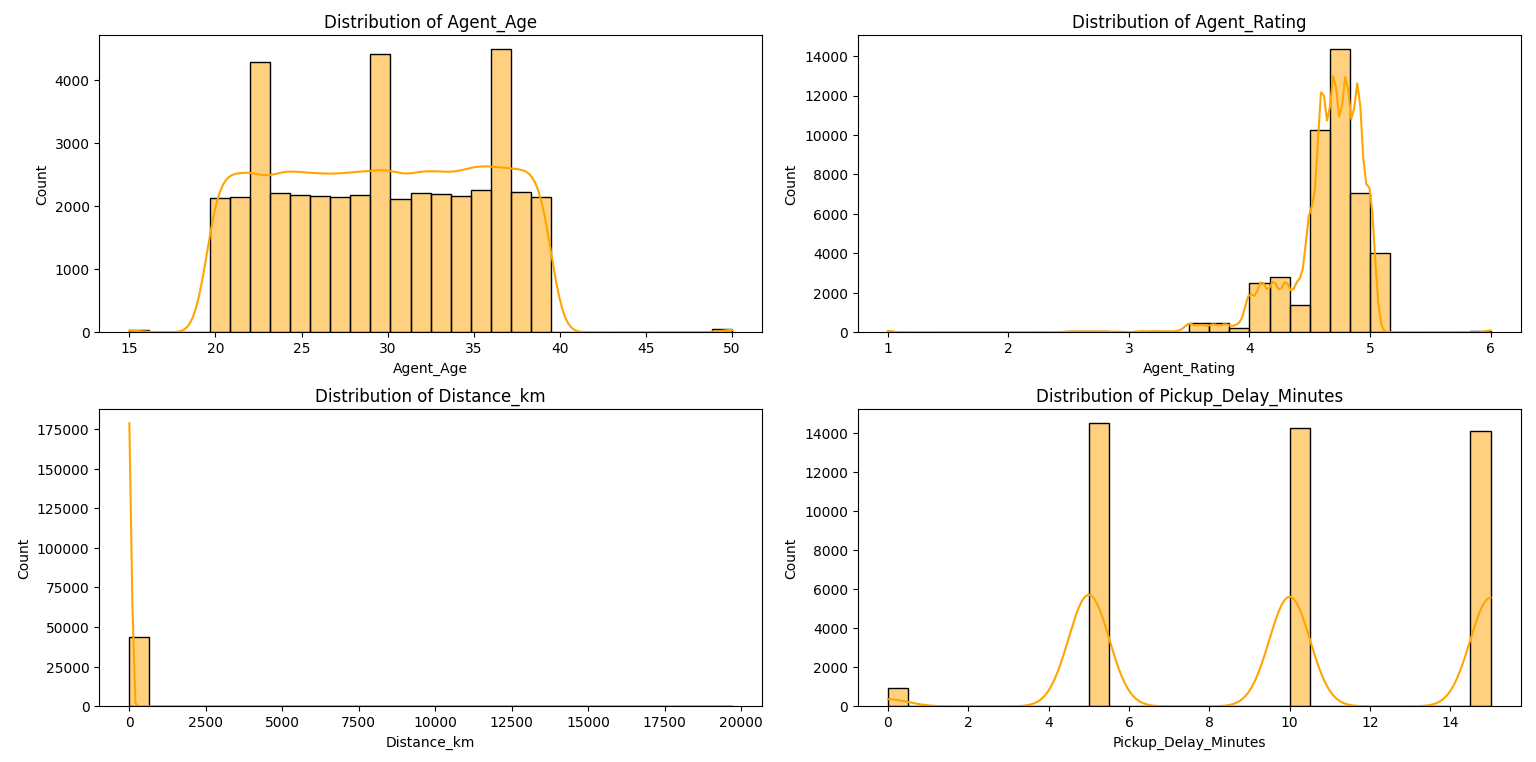 Distribution of Agent_Age
Count
4000
3000
2000
1000
0
15 20 25 30 35 40 45 50
Agent_Age
Distribution of Agent_Rating
Count
14000
12000
10000
8000
6000
4000
2000
0
1 2 3 4 5 6
Agent_Rating
Distribution of Distance_km
Count
175000
150000
125000
100000
75000
50000
25000
0
0 2500 5000 7500 10000 12500 15000 17500 20000
Distance_km
Distribution of Pickup_Delay_Minutes
Count
14000
12000
10000
8000
6000
4000
2000
0
0 2 4 6 8 10 12 14
Pickup_Delay_Minutes